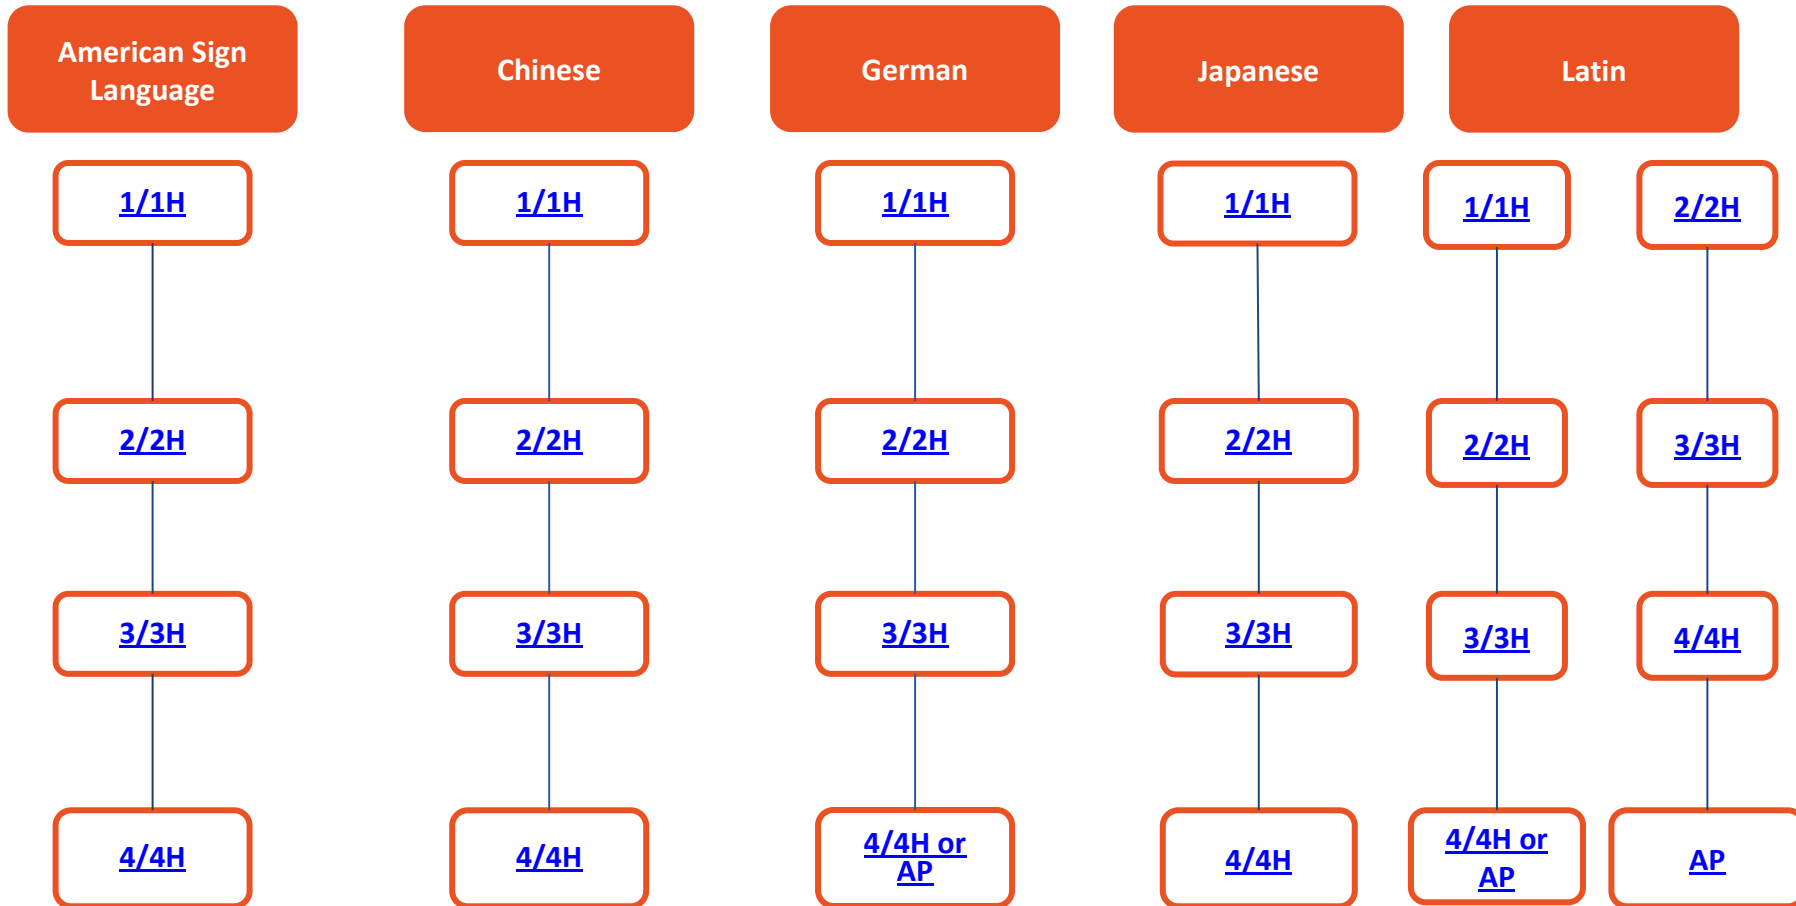 American Sign
Language
Chinese
German
Japanese
Latin
1/1H
1/1H
1/1H
1/1H
1/1H
2/2H
2/2H
2/2H
2/2H
2/2H
2/2H
3/3H
3/3H
3/3H
3/3H
3/3H
3/3H
4/4H
4/4H
4/4H
4/4H or
AP
4/4H
4/4H or
AP
AP